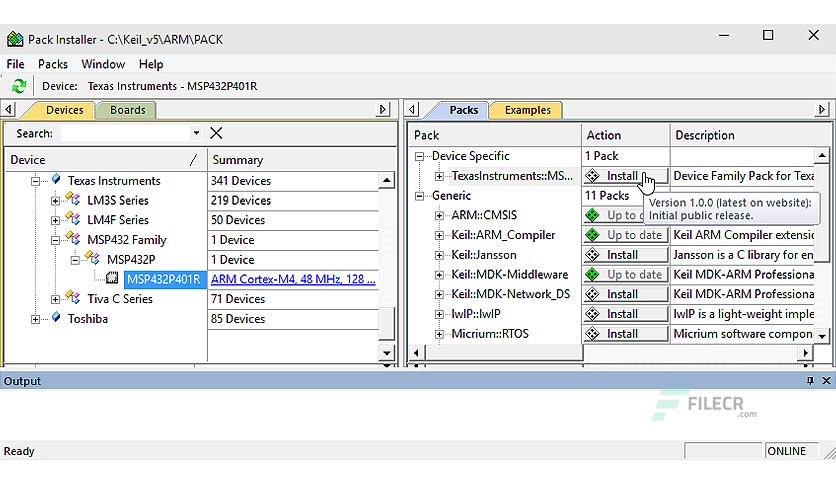 Pack Installer - C:\Keil_v5\ARM\PACK
File Packs Window Help
Device: Texas Instruments - MSP432P401R
Devices Boards
Search:
Device / Summary
Texas Instruments 341 Devices
LM3S Series 219 Devices
LM4F Series 50 Devices
MSP432 Family 1 Device
MSP432P 1 Device
MSP432P401R ARM Cortex-M4, 48 MHz, 128 ...
Tiva C Series 71 Devices
Toshiba 85 Devices
Packs Examples
Pack Action Description
Device Specific 1 Pack
TexasInstruments::MS... Install Device Family Pack for Texa
Generic 11 Packs
Version 1.0.0 (latest on website):
Initial public release.
ARM::CMSIS Up to d
Keil::ARM_Compiler Up to date Keil ARM Compiler extensio
Keil::Jansson Install Jansson is a C library for en
Keil::MDK-Middleware Up to date Keil MDK-ARM Professiona
Keil::MDK-Network_DS Install Keil MDK-ARM Professiona
lwIP::lwIP Install lwIP is a light-weight imple
Micrium::RTOS Install Micrium software compon
Output
FILECR
.com
Ready ONLINE